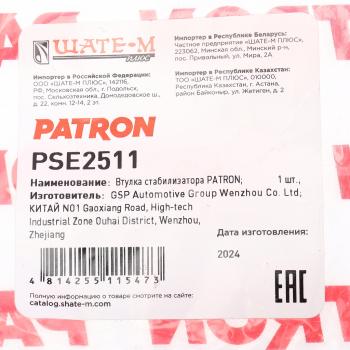 ШАТЕ-М
ПЛЮС
Импортер в Российской Федерации:
ООО «ШАТЕ-М ПЛЮС», 142116,
РФ, Московская обл., г. Подольск,
пос. Сельхозтехника, Домодедовское ш.,
д. 22, комн. 12-14, 2 эт.
Импортер в Республике Беларусь:
Частное предприятие «ШАТЕ-М ПЛЮС»,
223062, Минская обл., Минский р-н,
пос. Привольный, ул. Мира, 2А
Импортер в Республике Казахстан:
ТОО «ШАТЕ-М ПЛЮС», 010000,
Республика Казахстан, г. Астана,
район Байконыр, ул. Житиген, д. 2
PATRON
PSE2511
Наименование: Втулка стабилизатора PATRON; 1 шт.,
Изготовитель: GSP Automotive Group Wenzhou Co. Ltd;
КИТАЙ NO1 Gaoxiang Road, High-tech
Industrial Zone Ouhai District, Wenzhou,
Zhejiang
Дата изготовления:
2024
4 814255 115473
EAC
Полную информацию
о товаре смотрите на:
catalog.shate-m.com